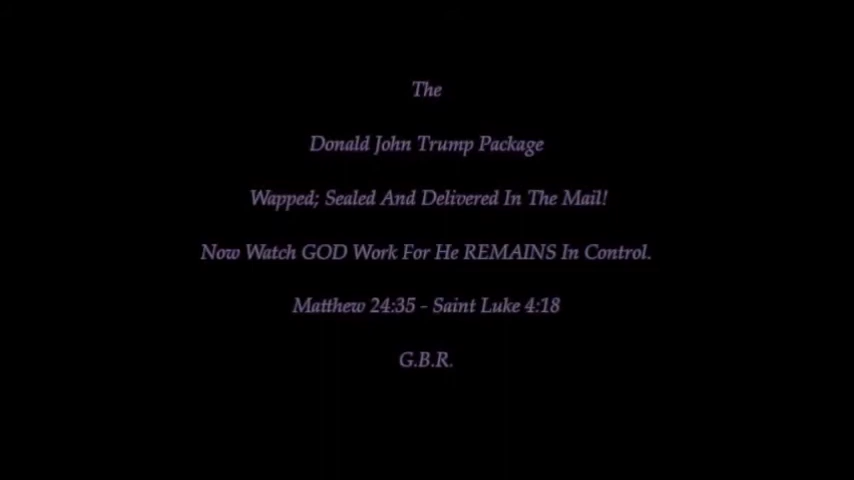 The
Donald John Trump Package
Wapped; Sealed And Delivered In The Mail!
Now Watch GOD Work For He REMAINS In Control.
Matthew 24:35 - Saint Luke 4:18
G.B.R.